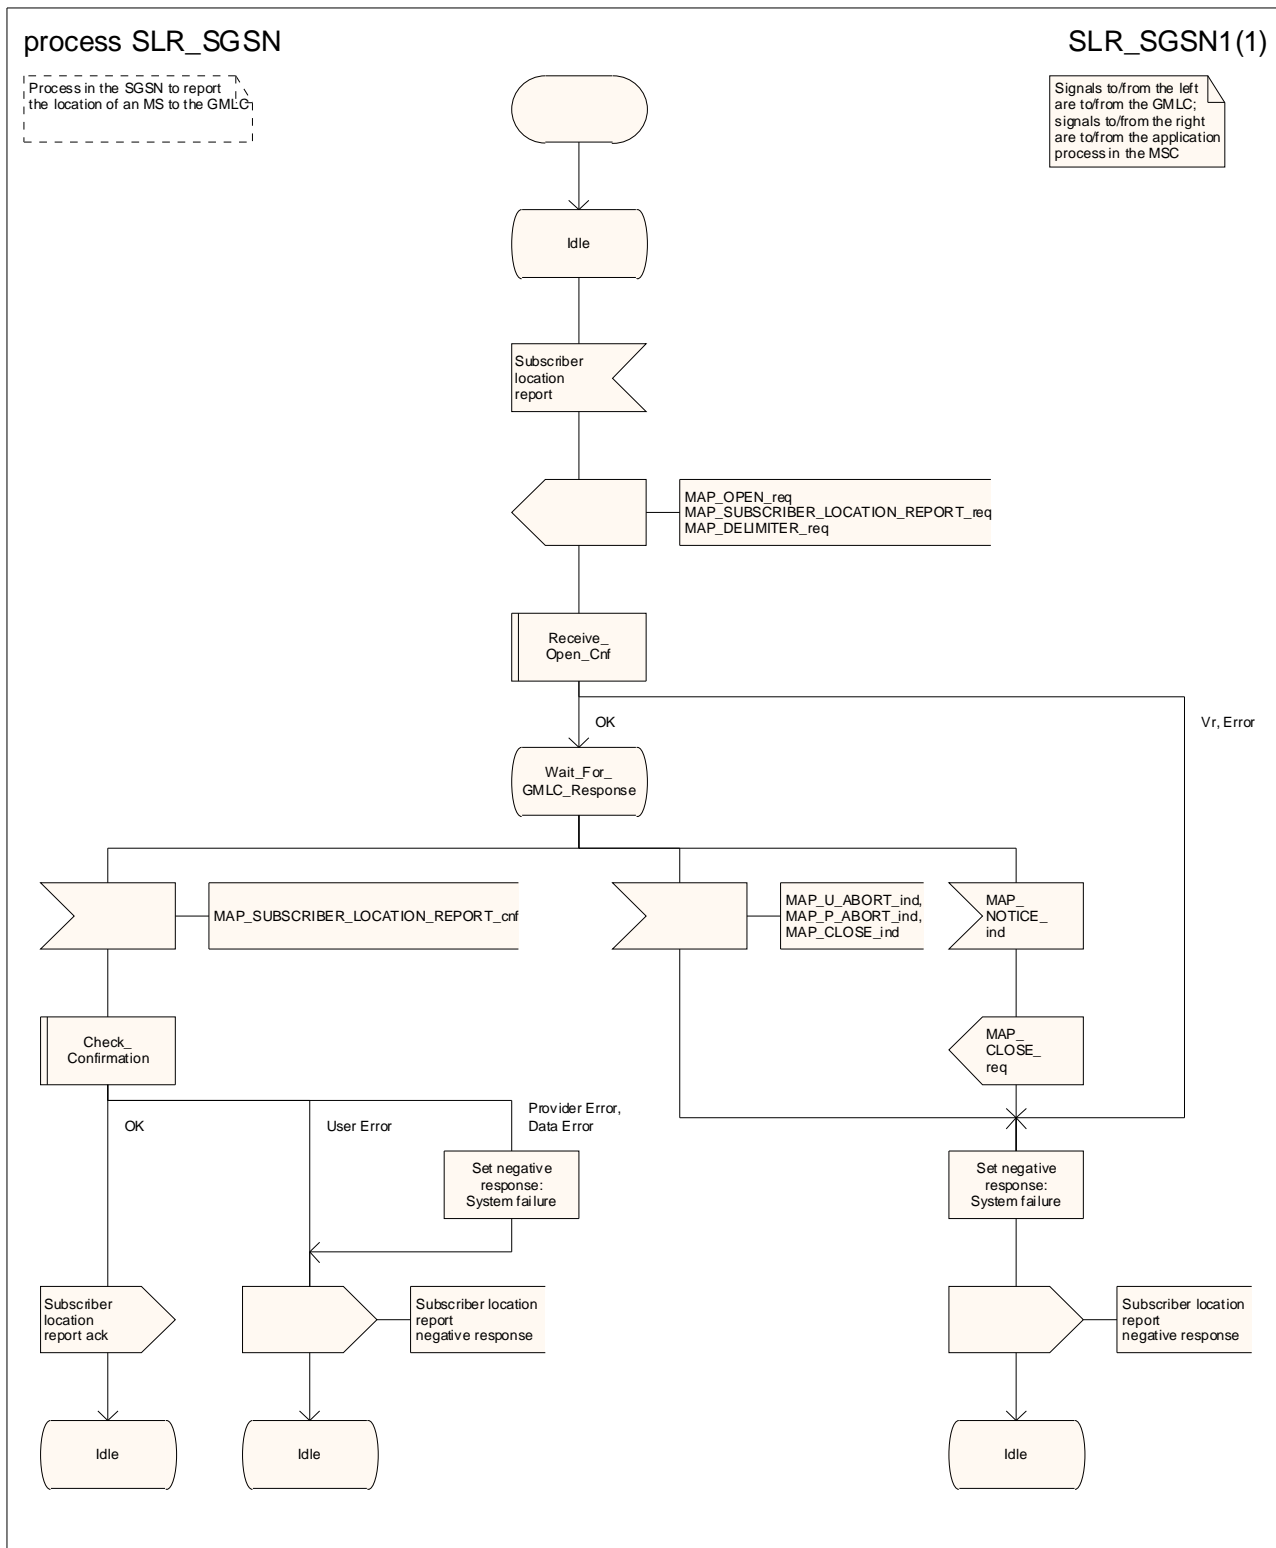 process SLR_SGSN
SLR_SGSN1(1)
Process in the SGSN to report
the location of an MS to the GMLC
Signals to/from the left
are to/from the GMLC;
signals to/from the right
are to/from the application
process in the MSC
Idle
Subscriber
location
report
MAP_OPEN_req
MAP_SUBSCRIBER_LOCATION_REPORT_req
MAP_DELIMITER_req
Receive_
Open_Cnf
OK
Vr, Error
Wait_For_
GMLC_Response
MAP_SUBSCRIBER_LOCATION_REPORT_cnf
MAP_U_ABORT_ind,
MAP_P_ABORT_ind,
MAP_CLOSE_ind
MAP_
NOTICE_
ind
Check_
Confirmation
MAP_
CLOSE_
req
OK
User Error
Provider Error,
Data Error
Set negative
response:
System failure
Set negative
response:
System failure
Subscriber
location
report ack
Subscriber location
report
negative response
Subscriber location
report
negative response
Idle
Idle
Idle